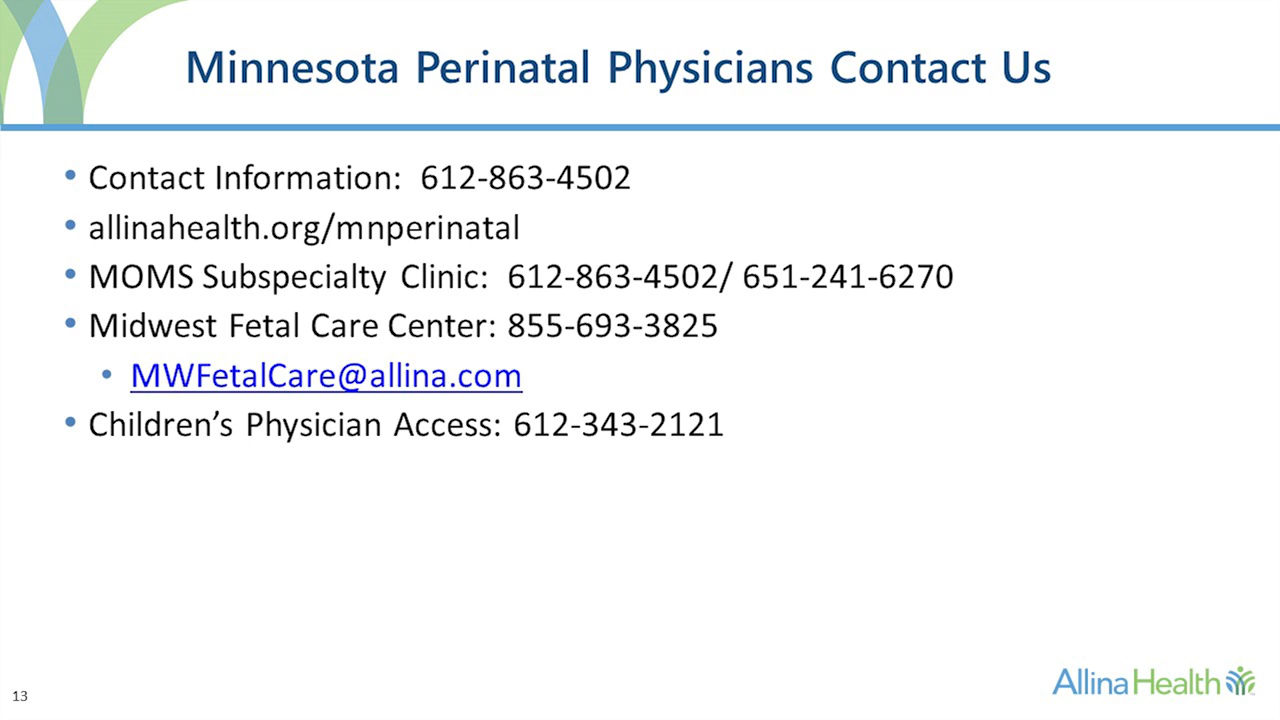 Minnesota Perinatal Physicians Contact Us
• Contact Information:  612-863-4502
• allinahealth.org/mnperinatal
• MOMS Subspecialty Clinic:  612-863-4502/ 651-241-6270
• Midwest Fetal Care Center: 855-693-3825
• MWFetalCare@allina.com
• Children’s Physician Access: 612-343-2121
13
Allina Health